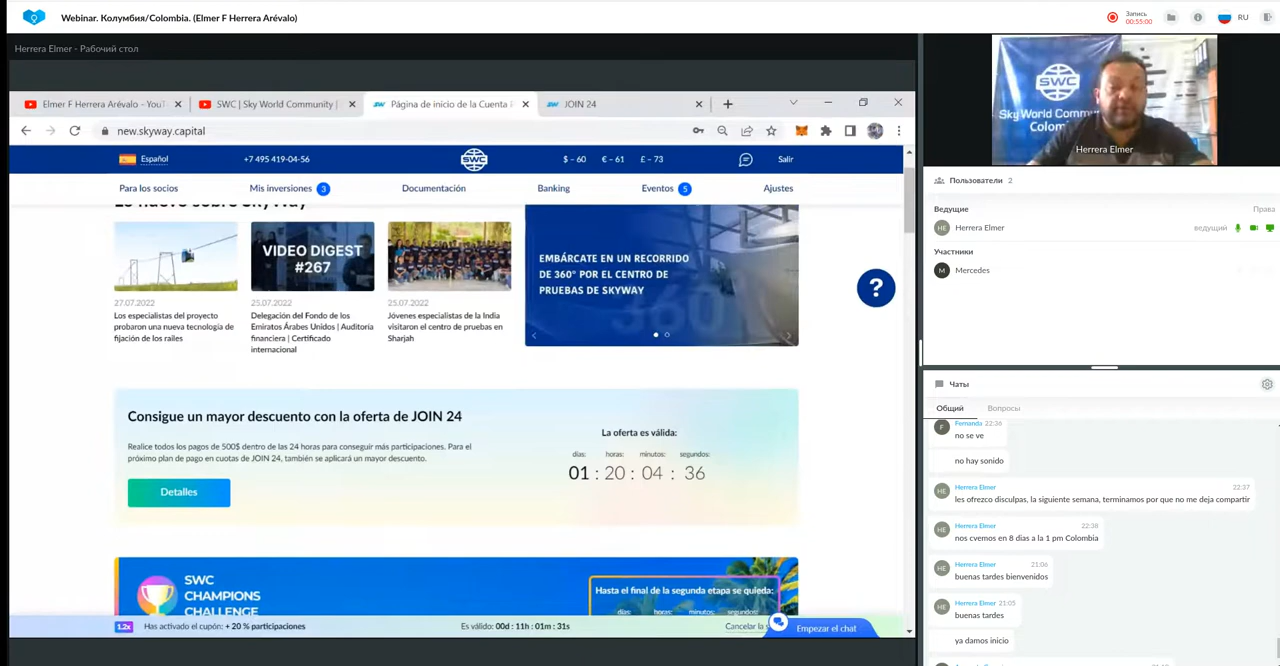 Webinar. Колумбия/Colombia. (Elmer F Herrera Arévalo)
Запись
00:55:00
RU
Herrera Elmer - Рабочий стол
Elmer F Herrera Arévalo - YouT
SWC | Sky World Community |
Página de inicio de la Cuenta P
JOIN 24
new.skyway.capital
Español
+7 495 419-04-56
SWC
$ – 60
€ – 61
£ – 73
Salir
Para los socios
Mis inversiones 3
Documentación
Banking
Eventos 5
Ajustes
VIDEO DIGEST
#267
27.07.2022
Los especialistas del proyecto
probaron una nueva tecnología de
fijación de los raíles
25.07.2022
Delegación del Fondo de los
Emiratos Árabes Unidos | Auditoría
financiera | Certificado
internacional
25.07.2022
Jóvenes especialistas de la India
visitaron el centro de pruebas en
Sharjah
EMBÁRCATE EN UN RECORRIDO
DE 360° POR EL CENTRO DE
PRUEBAS DE SKYWAY
?
Consigue un mayor descuento con la oferta de JOIN 24
Realice todos los pagos de 500$ dentro de las 24 horas para conseguir más participaciones. Para el
próximo plan de pago en cuotas de JOIN 24, también se aplicará un mayor descuento.
Detalles
La oferta es válida:
días: horas: minutos: segundos:
01 : 20 : 04 : 36
SWC
CHAMPIONS
CHALLENGE
Hasta el final de la segunda etapa se quieda:
días: horas: minutos: segundos:
1.2x
Has activado el cupón: + 20 % participaciones
Es válido: 00d : 11h : 01m : 31s
Cancelar la s
Empezar el chat
SWC
Sky World Commu
Colom
Herrera Elmer
Пользователи 2
Ведущие
Права
HE Herrera Elmer
ведущий
Участники
M Mercedes
Чаты
Общий
Вопросы
F Fernanda 22:36
no se ve
no hay sonido
HE Herrera Elmer 22:37
les ofrezco disculpas, la siguiente semana, terminamos por que no me deja compartir
HE Herrera Elmer 22:38
nos cvemos en 8 dias a la 1 pm Colombia
HE Herrera Elmer 21:06
buenas tardes bienvenidos
HE Herrera Elmer 21:05
buenas tardes
ya damos inicio